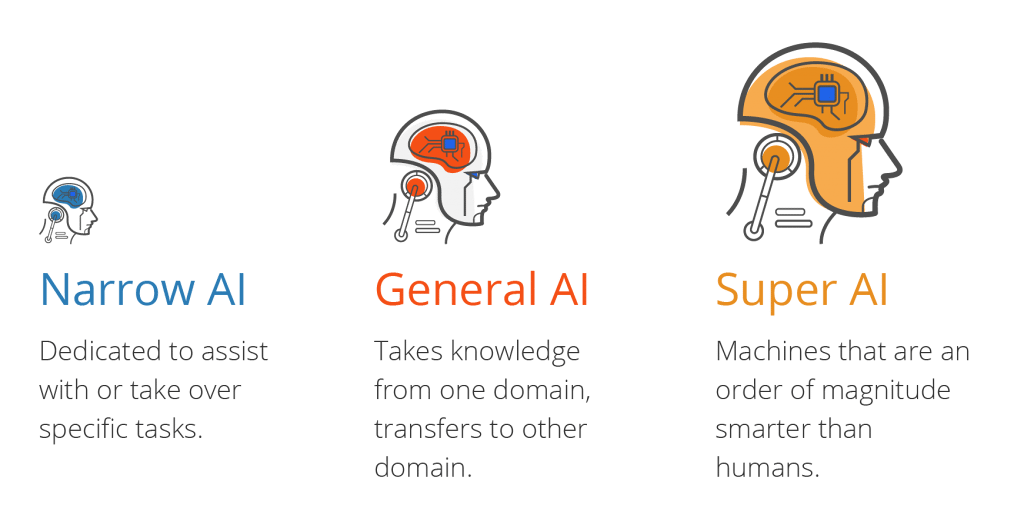 Narrow AI
Dedicated to assist
with or take over
specific tasks.
General AI
Takes knowledge
from one domain,
transfers to other
domain.
Super AI
Machines that are an
order of magnitude
smarter than
humans.